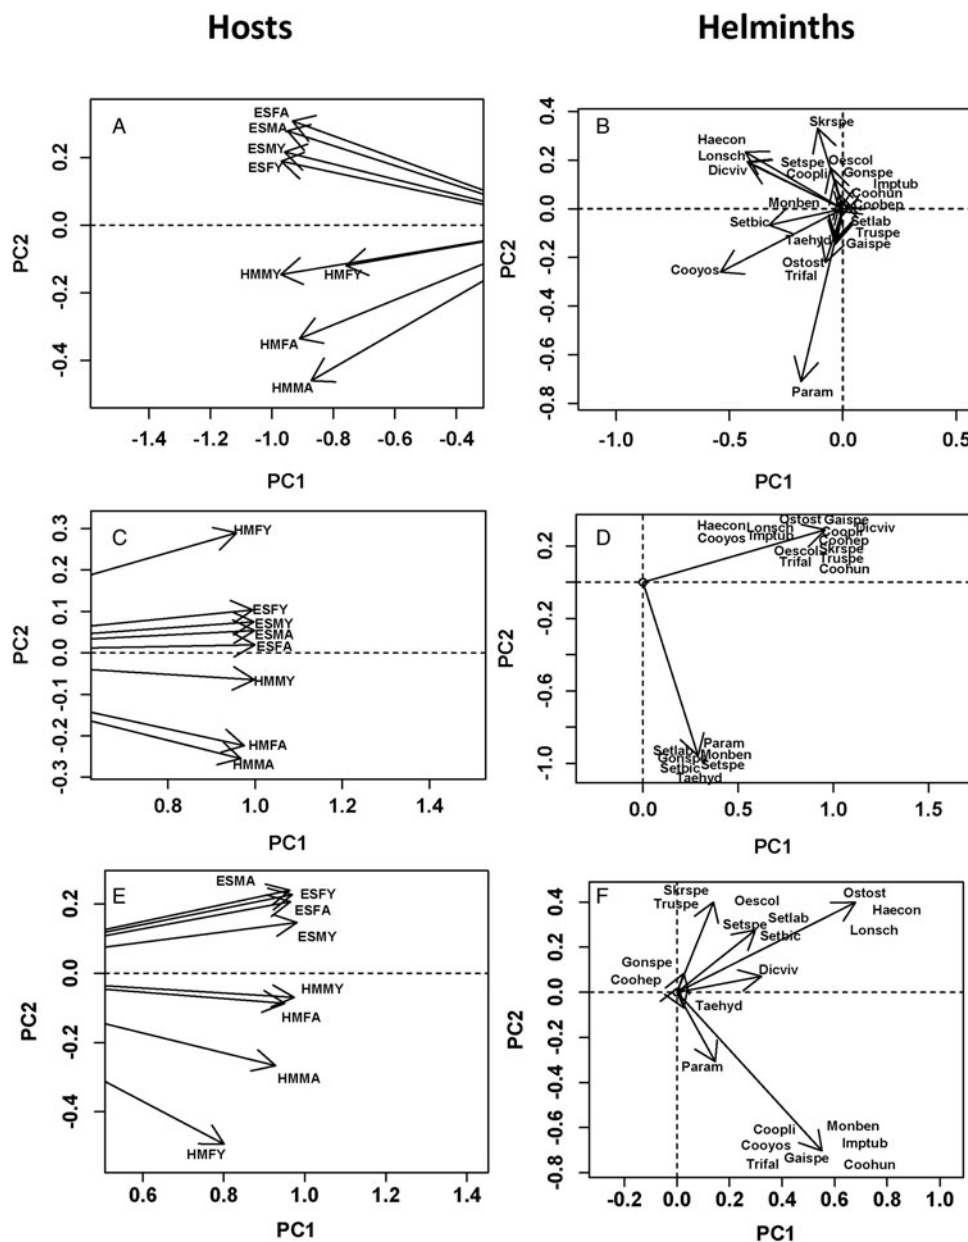 Hosts
Helminths
A
ESFA
ESMA
ESMY
ESFY
HMMY
HMFY
HMFA
HMMA
0.2
0.0
-0.2
-0.4
PC2
-1.4 -1.2 -1.0 -0.8 -0.6 -0.4
PC1
B
Skrspe
Haecon
Lonsch
Dicviv
Setspe
Oescol
Coopli
Gonspe
Imptub
Coohun
Monben
Coohep
Setbic
Setlab
Truspe
Taehyd
Gaispe
Cooyos
Ostost
Trifal
Param
0.4
0.2
0.0
-0.2
-0.4
-0.6
-0.8
PC2
-1.0 -0.5 0.0 0.5
PC1
C
HMFY
ESFY
ESMY
ESMA
ESFA
HMMY
HMFA
HMMA
0.3
0.2
0.1
0.0
-0.1
-0.2
-0.3
PC2
0.8 1.0 1.2 1.4
PC1
D
Ostost Gaispe
Haecon Lonsch Dicviv
Cooyos Imptub Coopli
Coohep
Oescol Skrspe
Trifal Truspe
Coohun
Param
Setlab Monben
Gonspe Setspe
Setbic
Taehyd
0.2
-0.2
-0.6
-1.0
PC2
0.0 0.5 1.0 1.5
PC1
E
ESMA
ESFY
ESFA
ESMY
HMMY
HMFA
HMMA
HMFY
0.2
0.0
-0.2
-0.4
PC2
0.6 0.8 1.0 1.2 1.4
PC1
F
Skrspe
Truspe
Oescol
Ostost
Haecon
Setlab
Setspe
Lonsch
Setbic
Gonspe
Dicviv
Coohep
Taehyd
Param
Coopli
Monben
Cooyos
Imptub
Gaispe
Trifal
Coohun
0.4
0.2
0.0
-0.2
-0.4
-0.6
-0.8
PC2
-0.2 0.0 0.2 0.4 0.6 0.8 1.0
PC1